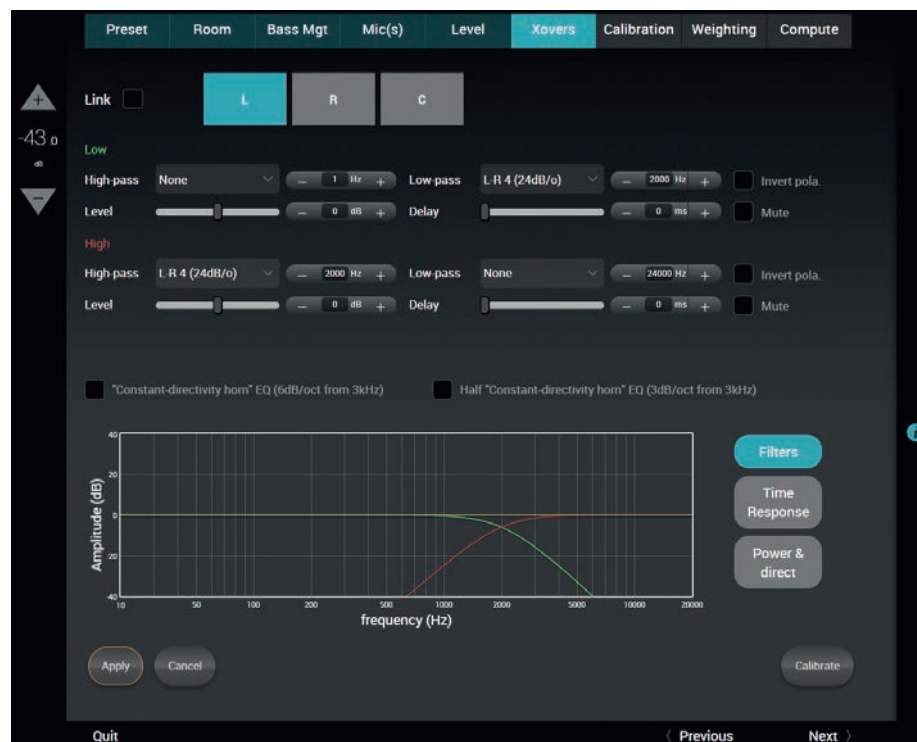 Preset Room Bass Mgt Mic(s) Level Xovers Calibration Weighting Compute
Link L R C
+
-43.0
dB
−
Low
High-pass None − 1 Hz + Low-pass L-R 4 (24dB/o) − 2000 Hz + Invert pola.
Level − 0 dB + Delay − 0 ms + Mute
High
High-pass L-R 4 (24dB/o) − 2000 Hz + Low-pass None − 24000 Hz + Invert pola.
Level − 0 dB + Delay − 0 ms + Mute
"Constant-directivity horn" EQ (6dB/oct from 3kHz) Half "Constant-directivity horn" EQ (3dB/oct from 3kHz)
i
Amplitude (dB)
40
20
0
-20
-40
10 50 100 200 500 1000 2000 5000 10000 20000
frequency (Hz)
Filters
Time
Response
Power &
direct
Apply Cancel Calibrate
Quit 〈 Previous Next 〉